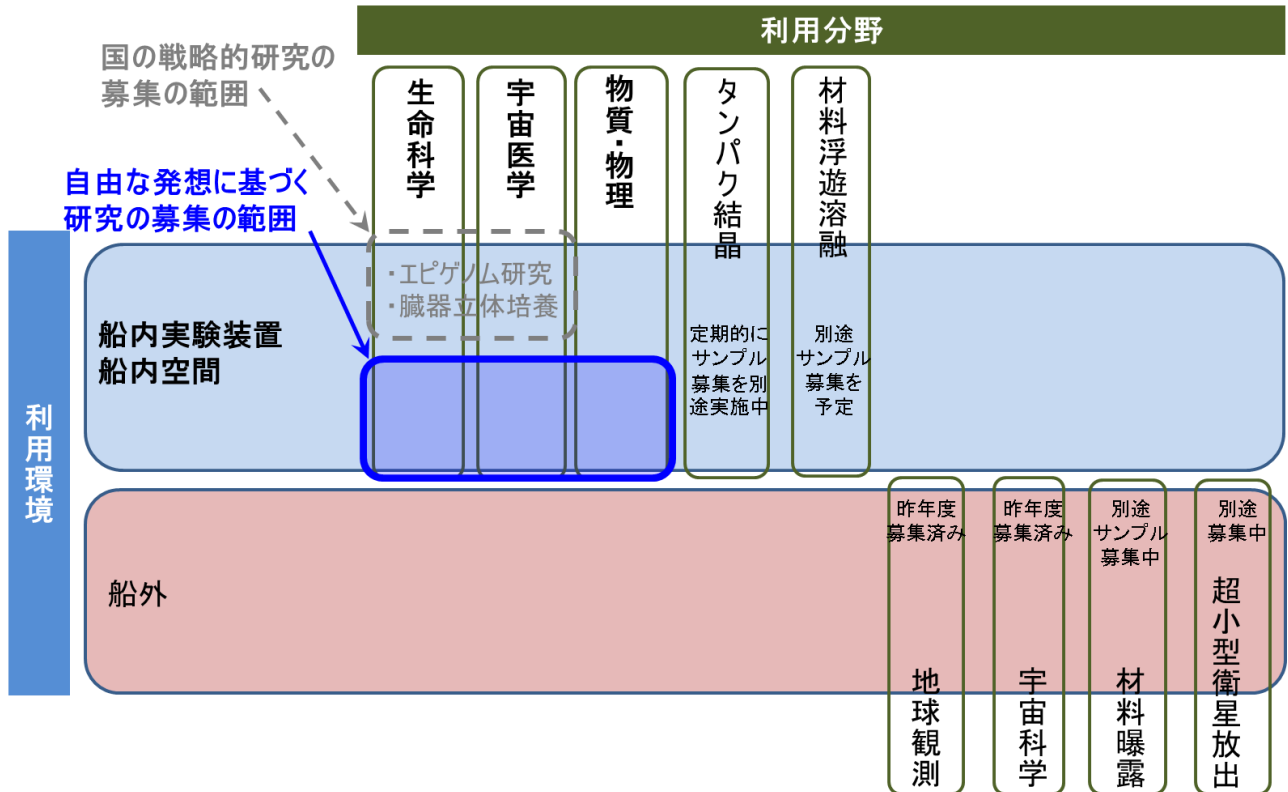 利用分野
国の戦略的研究の
募集の範囲
自由な発想に基づく
研究の募集の範囲
生命科学
宇宙医学
物質・物理
タンパク結晶
材料浮遊溶融
・エピゲノム研究
・臓器立体培養
利用環境
船内実験装置
船内空間
定期的に
サンプル
募集を別
途実施中
別途
サンプル
募集を
予定
船外
昨年度
募集済み
昨年度
募集済み
別途
サンプル
募集中
別途
募集中
地球観測
宇宙科学
材料曝露
超小型衛星放出